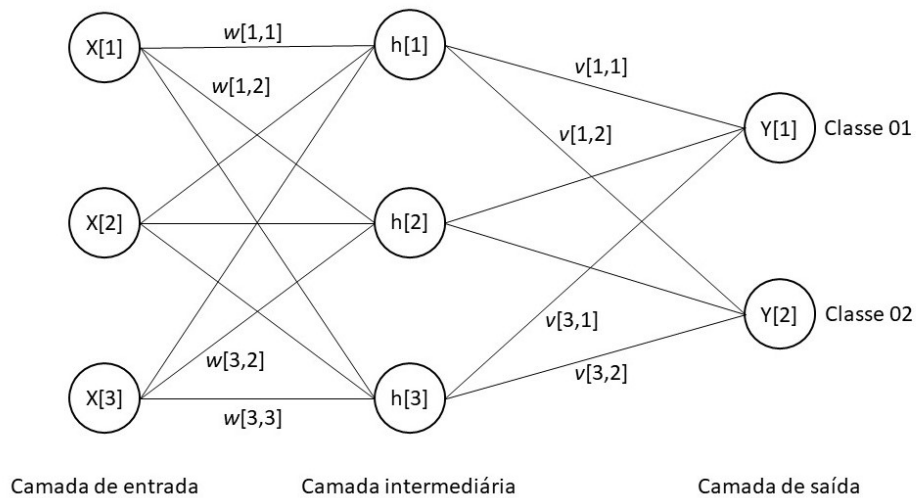 X[1]
w[1,1]
h[1]
v[1,1]
w[1,2]
Y[1]
Classe 01
v[1,2]
X[2]
h[2]
Y[2]
Classe 02
v[3,1]
w[3,2]
v[3,2]
X[3]
h[3]
w[3,3]
Camada de entrada
Camada intermediária
Camada de saída